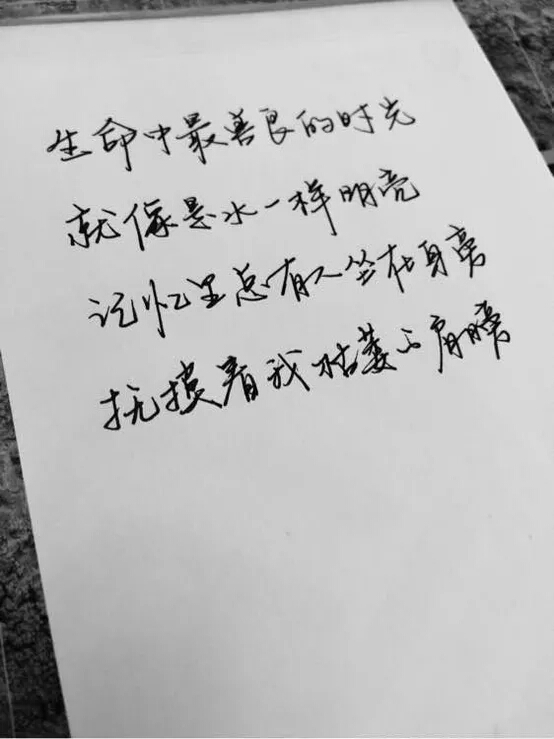 生命中最善良的时光
就像是水一样明亮
记忆里总有人坐在身旁
抚摸着我枯萎的肩膀